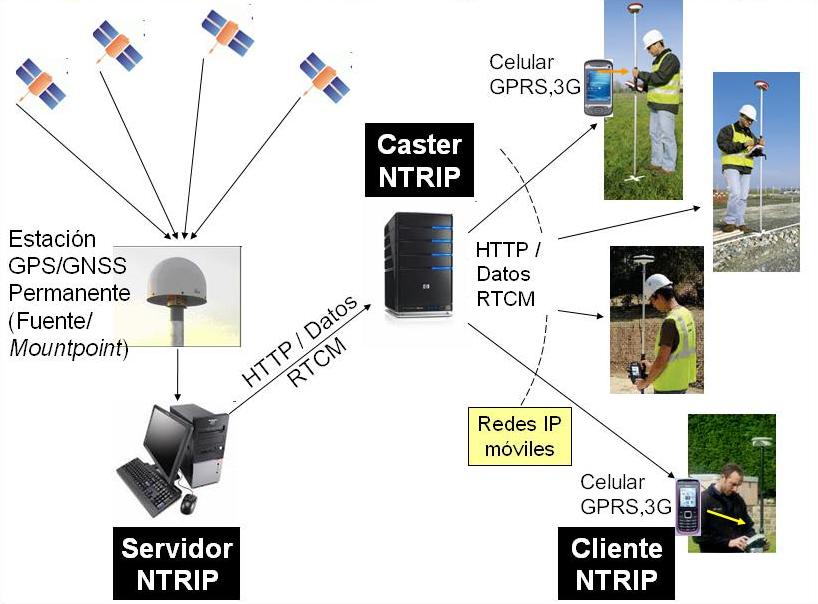 Celular
GPRS,3G
Caster
NTRIP
Estación
GPS/GNSS
Permanente
(Fuente/
Mountpoint)
HTTP / Datos
RTCM
HTTP /
Datos
RTCM
Redes IP
móviles
Celular
GPRS,3G
Servidor
NTRIP
Cliente
NTRIP